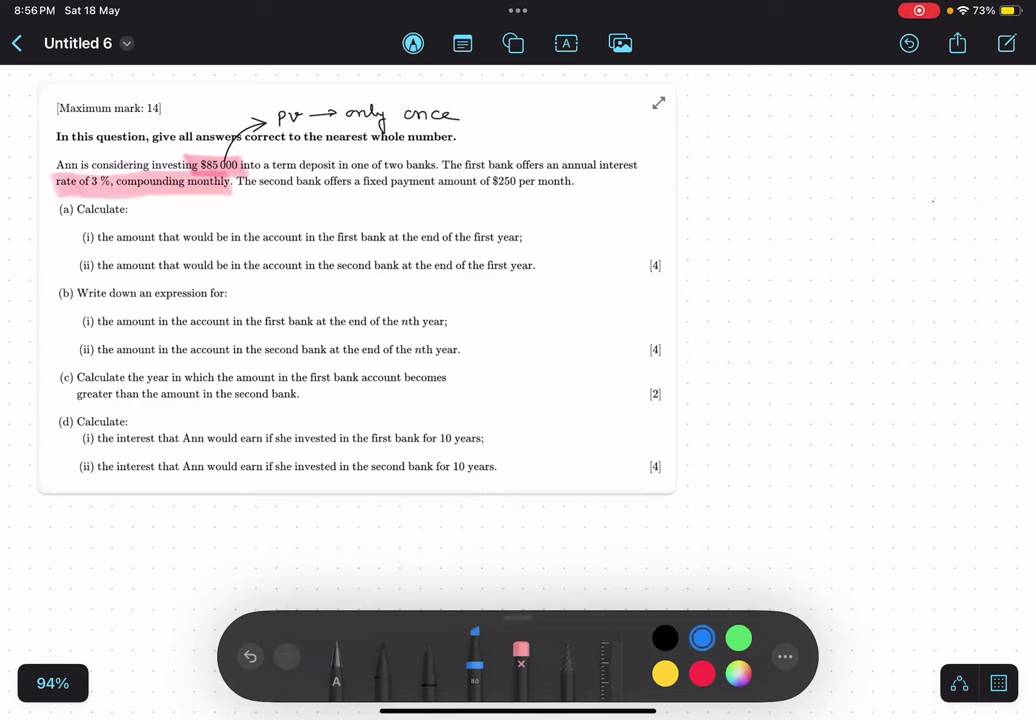 8:56 PM Sat 18 May
73%
Untitled 6
[Maximum mark: 14]
pv → only once
In this question, give all answers correct to the nearest whole number.
Ann is considering investing $85 000 into a term deposit in one of two banks. The first bank offers an annual interest
rate of 3 %, compounding monthly. The second bank offers a fixed payment amount of $250 per month.
(a) Calculate:
(i) the amount that would be in the account in the first bank at the end of the first year;
(ii) the amount that would be in the account in the second bank at the end of the first year. [4]
(b) Write down an expression for:
(i) the amount in the account in the first bank at the end of the nth year;
(ii) the amount in the account in the second bank at the end of the nth year. [4]
(c) Calculate the year in which the amount in the first bank account becomes
greater than the amount in the second bank. [2]
(d) Calculate:
(i) the interest that Ann would earn if she invested in the first bank for 10 years;
(ii) the interest that Ann would earn if she invested in the second bank for 10 years. [4]
A
80
94%